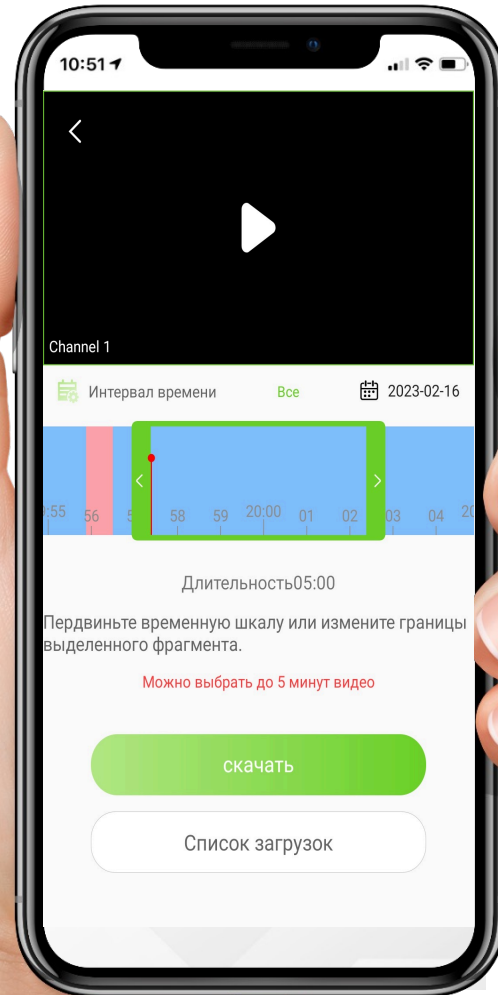 10:51
Channel 1
Интервал времени Все 2023-02-16
:55 56 5 58 59 20:00 01 02 03 04 20
Длительность05:00
Пердвиньте временную шкалу или измените границы
выделенного фрагмента.
Можно выбрать до 5 минут видео
скачать
Список загрузок